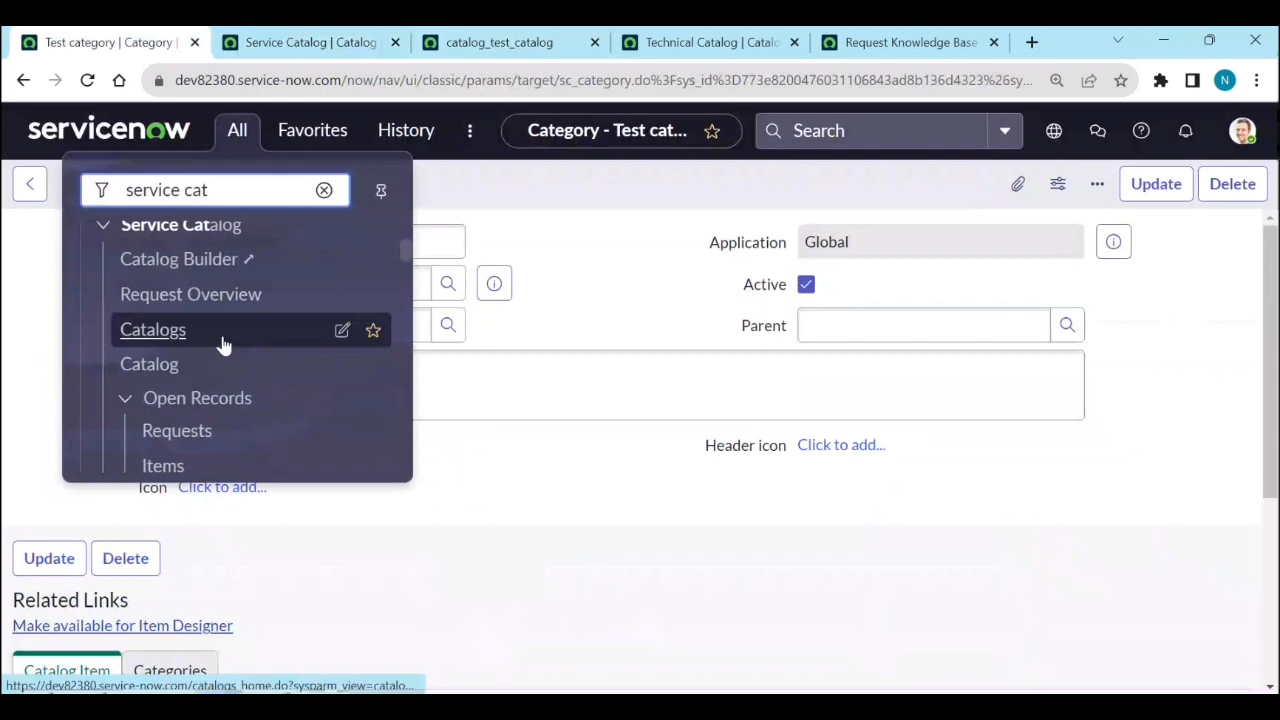 Test category | Category |
Service Catalog | Catalog
catalog_test_catalog
Technical Catalog | Catalo
Request Knowledge Base
dev82380.service-now.com/now/nav/ui/classic/params/target/sc_category.do%3Fsys_id%3D773e8200476031106843ad8b136d4323%26sy...
N
servicenow
All
Favorites
History
Category - Test cat...
Search
service cat
Update
Delete
Service Catalog
Catalog Builder
Request Overview
Catalogs
Catalog
Open Records
Requests
Items
Application
Global
Active
Parent
Header icon
Click to add...
Icon
Click to add...
Update
Delete
Related Links
Make available for Item Designer
Catalog Item
Categories
https://dev82380.service-now.com/catalogs_home.do?sysparm_view=catalo...